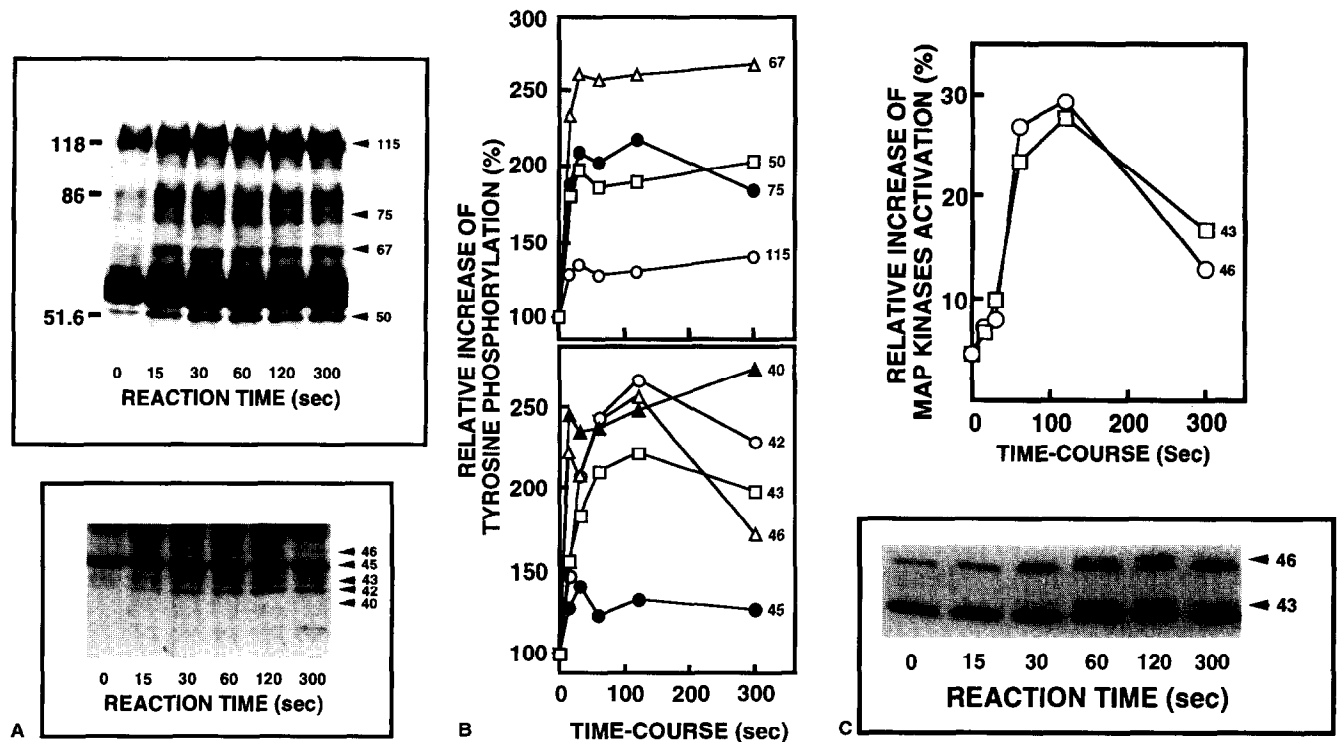 118
86
51.6
115
75
67
50
0 15 30 60 120 300
REACTION TIME (sec)
46
45
43
42
40
0 15 30 60 120 300
REACTION TIME (sec)
A
RELATIVE INCREASE OF
TYROSINE PHOSPHORYLATION (%)
300
250
200
150
100
67
50
75
115
250
200
150
100
40
42
43
46
45
0 100 200 300
TIME-COURSE (sec)
B
RELATIVE INCREASE OF
MAP KINASES ACTIVATION (%)
30
20
10
43
46
0 100 200 300
TIME-COURSE (Sec)
46
43
0 15 30 60 120 300
REACTION TIME (sec)
C